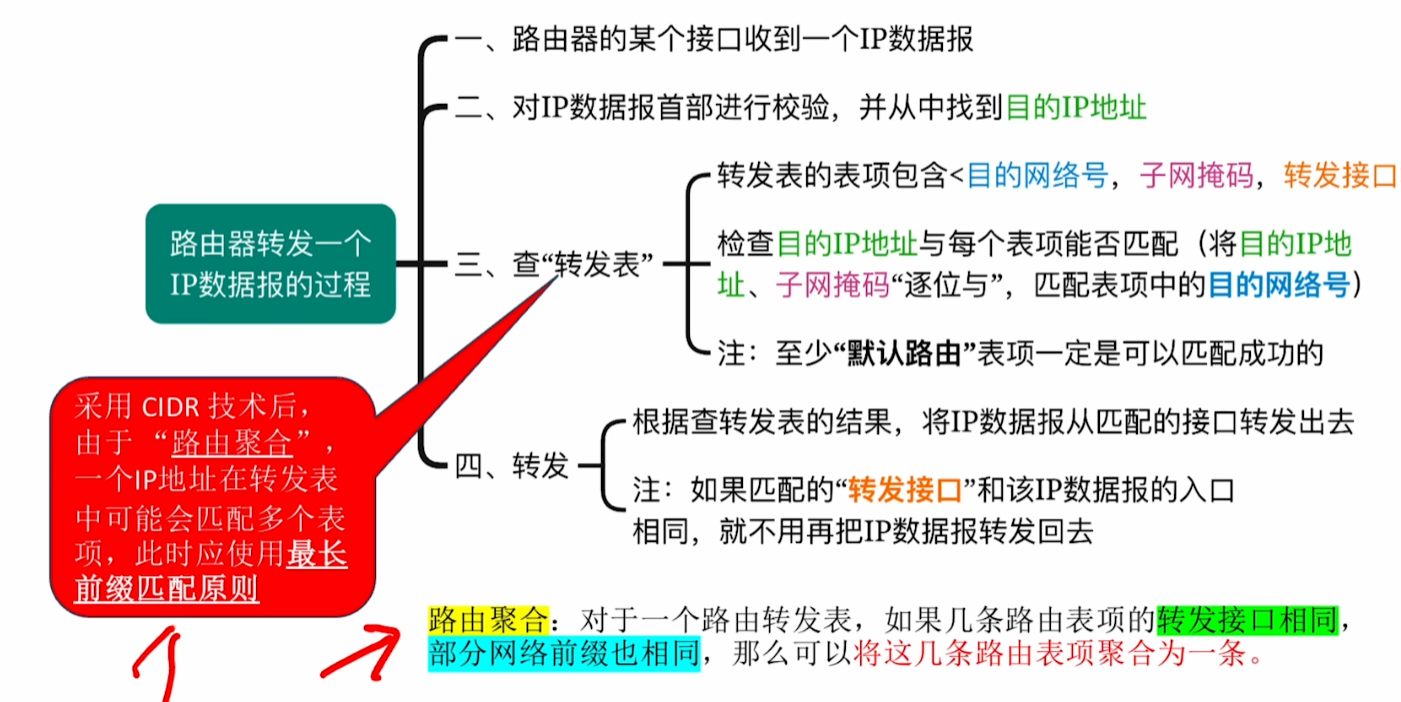 一、路由器的某个接口收到一个IP数据报
二、对IP数据报首部进行校验，并从中找到目的IP地址
路由器转发一个
IP数据报的过程
三、查“转发表”
转发表的表项包含<目的网络号，子网掩码，转发接口
检查目的IP地址与每个表项能否匹配（将目的IP地
址、子网掩码“逐位与”，匹配表项中的目的网络号）
注：至少“默认路由”表项一定是可以匹配成功的
采用 CIDR 技术后，
由于 “路由聚合”，
一个IP地址在转发表
中可能会匹配多个表
项，此时应使用最长
前缀匹配原则
四、转发
根据查转发表的结果，将IP数据报从匹配的接口转发出去
注：如果匹配的“转发接口”和该IP数据报的入口
相同，就不用再把IP数据报转发回去
路由聚合：对于一个路由转发表，如果几条路由表项的转发接口相同，
部分网络前缀也相同，那么可以将这几条路由表项聚合为一条。